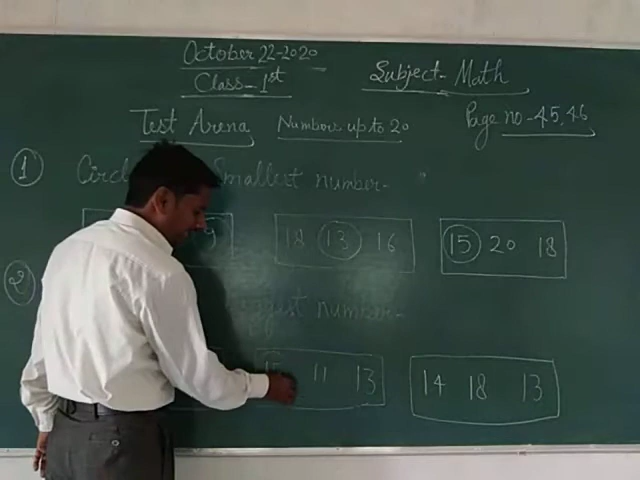 October 22-2020
Class-1st
Subject-Math
Test Arena Numbers up to 20
Page no-45,46
1 Smallest number-
9 18 13 16 15 20 18
2 number-
11 13 14 18 13